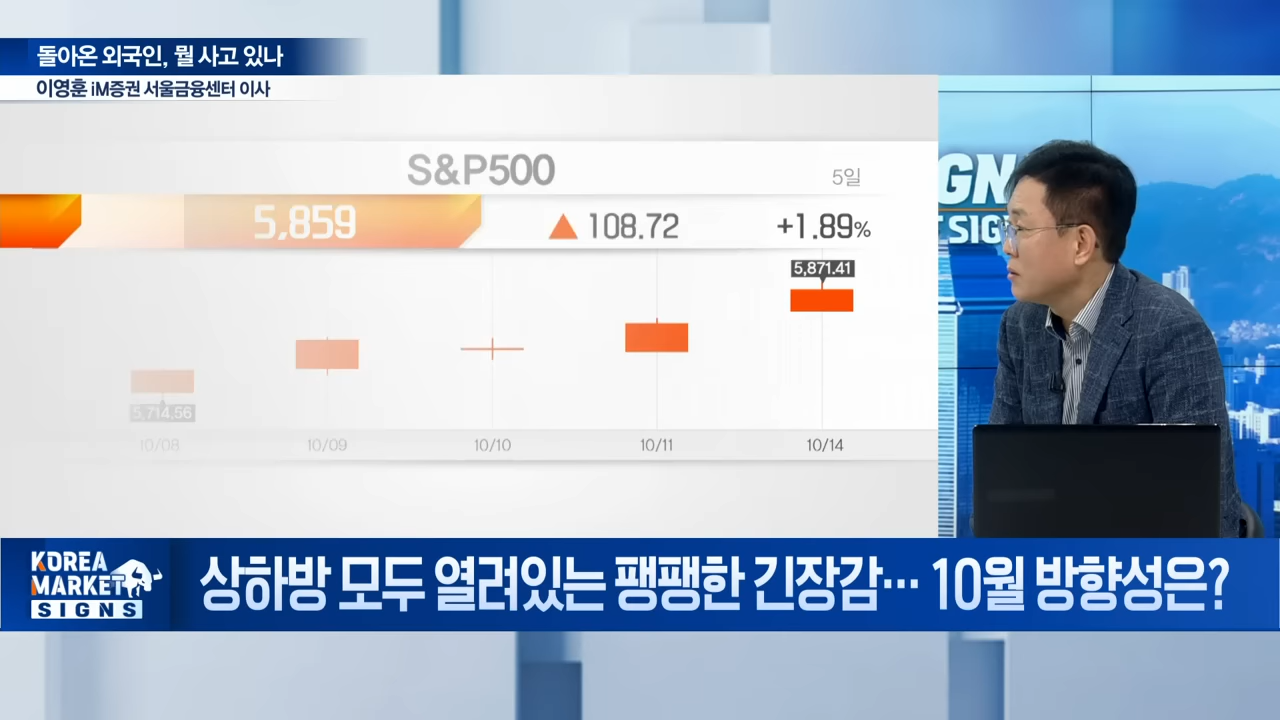 돌아온 외국인, 뭘 사고 있나
이영훈 iM증권 서울금융센터 이사
S&P500
5일
5,859
▲ 108.72
+1.89%
5,871.41
5,714.56
10/08
10/09
10/10
10/11
10/14
GN
SIG
KOREA
MARKET
SIGNS
상하방 모두 열려있는 팽팽한 긴장감… 10월 방향성은?